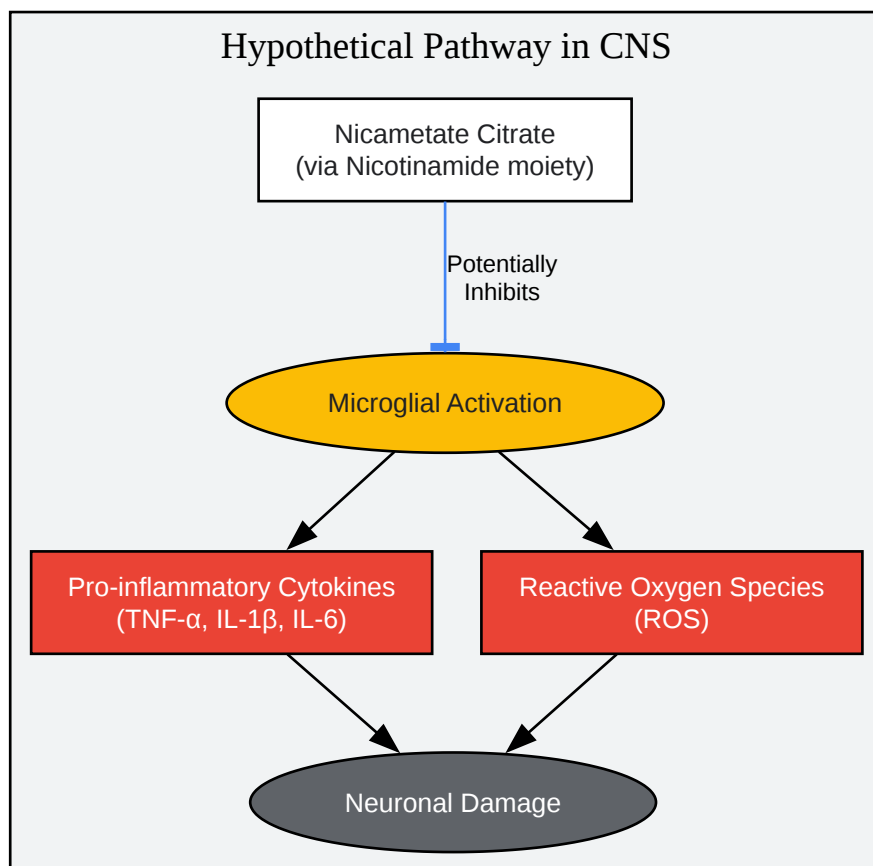 Hypothetical Pathway in CNS
Nicametate Citrate
(via Nicotinamide moiety)
Potentially
Inhibits
Microglial Activation
Pro-inflammatory Cytokines
(TNF-α, IL-1β, IL-6)
Reactive Oxygen Species
(ROS)
Neuronal Damage